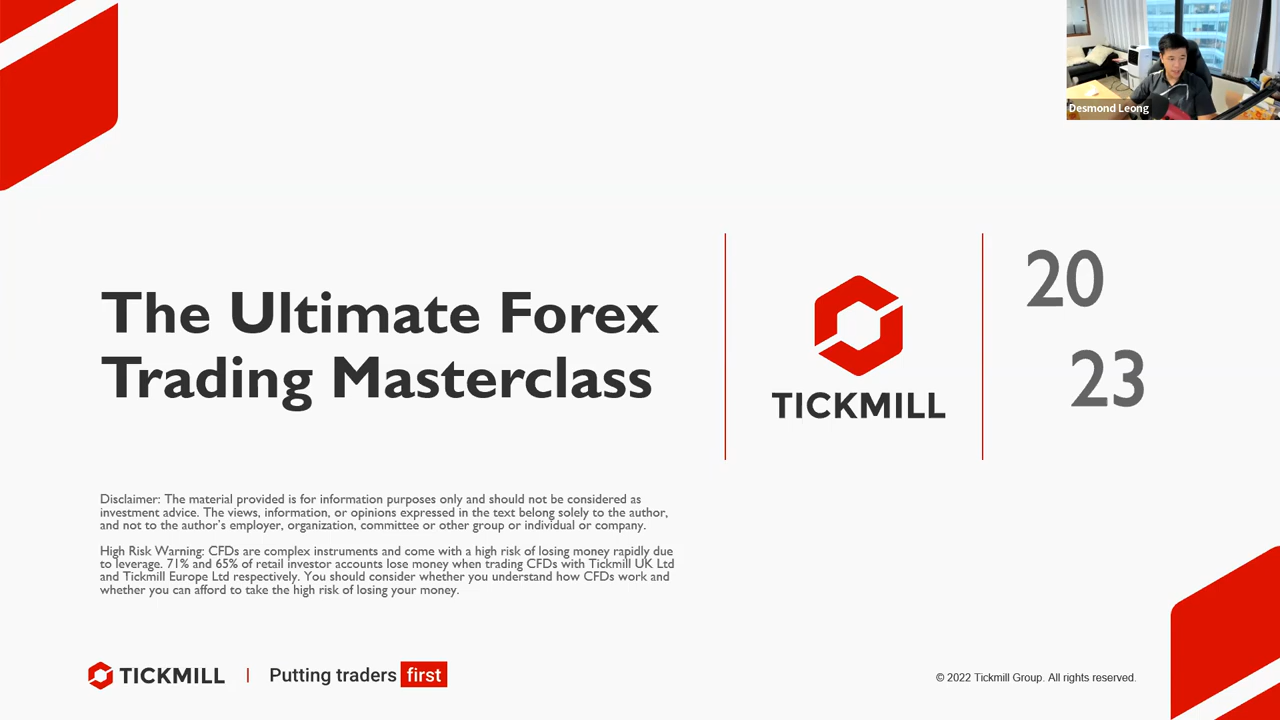 Desmond Leong
The Ultimate Forex
Trading Masterclass
TICKMILL
20
23
Disclaimer: The material provided is for information purposes only and should not be considered as
investment advice. The views, information, or opinions expressed in the text belong solely to the author,
and not to the author's employer, organization, committee or other group or individual or company.
High Risk Warning: CFDs are complex instruments and come with a high risk of losing money rapidly due
to leverage. 71% and 65% of retail investor accounts lose money when trading CFDs with Tickmill UK Ltd
and Tickmill Europe Ltd respectively. You should consider whether you understand how CFDs work and
whether you can afford to take the high risk of losing your money.
TICKMILL | Putting traders first
© 2022 Tickmill Group. All rights reserved.